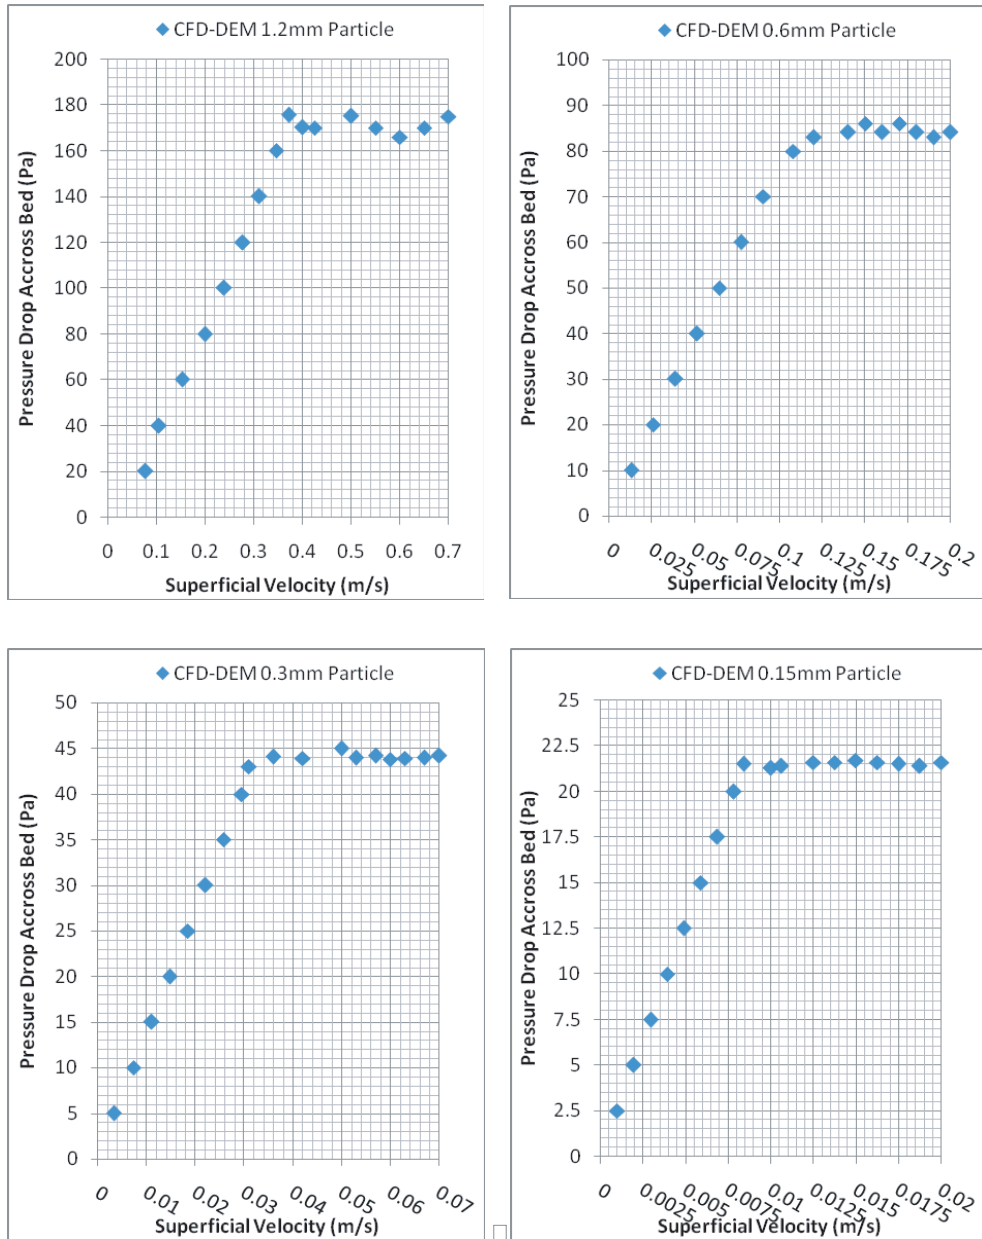 CFD-DEM 1.2mm Particle
200
180
160
140
120
100
80
60
40
20
0
Pressure Drop Accross Bed (Pa)
0 0.1 0.2 0.3 0.4 0.5 0.6 0.7
Superficial Velocity (m/s)
CFD-DEM 0.6mm Particle
100
90
80
70
60
50
40
30
20
10
0
Pressure Drop Accross Bed (Pa)
0 0.025 0.05 0.075 0.1 0.125 0.15 0.175 0.2
Superficial Velocity (m/s)
CFD-DEM 0.3mm Particle
50
45
40
35
30
25
20
15
10
5
0
Pressure Drop Accross Bed (Pa)
0 0.01 0.02 0.03 0.04 0.05 0.06 0.07
Superficial Velocity (m/s)
CFD-DEM 0.15mm Particle
25
22.5
20
17.5
15
12.5
10
7.5
5
2.5
0
Pressure Drop Accross Bed (Pa)
0 0.0025 0.005 0.0075 0.01 0.0125 0.015 0.0175 0.02
Superficial Velocity (m/s)